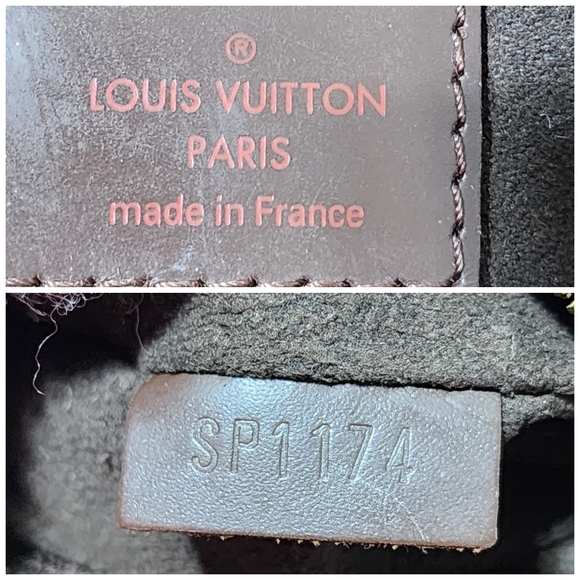 ®
LOUIS VUITTON
PARIS
made in France
SP1174